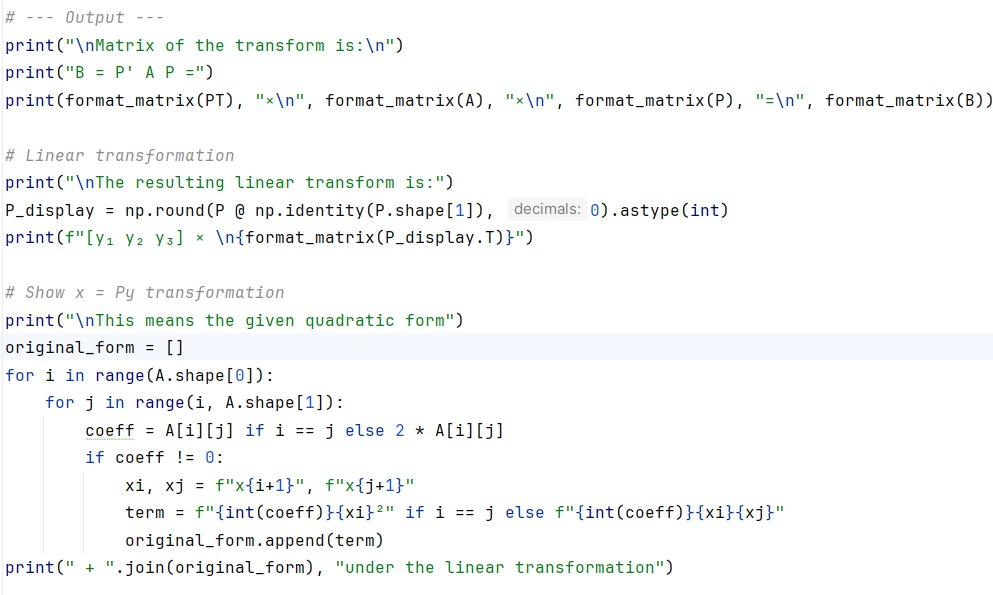 # --- Output ---
print("\nMatrix of the transform is:\n")
print("B = P' A P =")
print(format_matrix(PT), "×\n", format_matrix(A), "×\n", format_matrix(P), "=\n", format_matrix(B))
# Linear transformation
print("\nThe resulting linear transform is:")
P_display = np.round(P @ np.identity(P.shape[1]), decimals: 0).astype(int)
print(f"[y₁ y₂ y₃] × \n{format_matrix(P_display.T)}")
# Show x = Py transformation
print("\nThis means the given quadratic form")
original_form = []
for i in range(A.shape[0]):
    for j in range(i, A.shape[1]):
        coeff = A[i][j] if i == j else 2 * A[i][j]
        if coeff != 0:
            xi, xj = f"x{i+1}", f"x{j+1}"
            term = f"{int(coeff)}{xi}²" if i == j else f"{int(coeff)}{xi}{xj}"
            original_form.append(term)
print(" + ".join(original_form), "under the linear transformation")